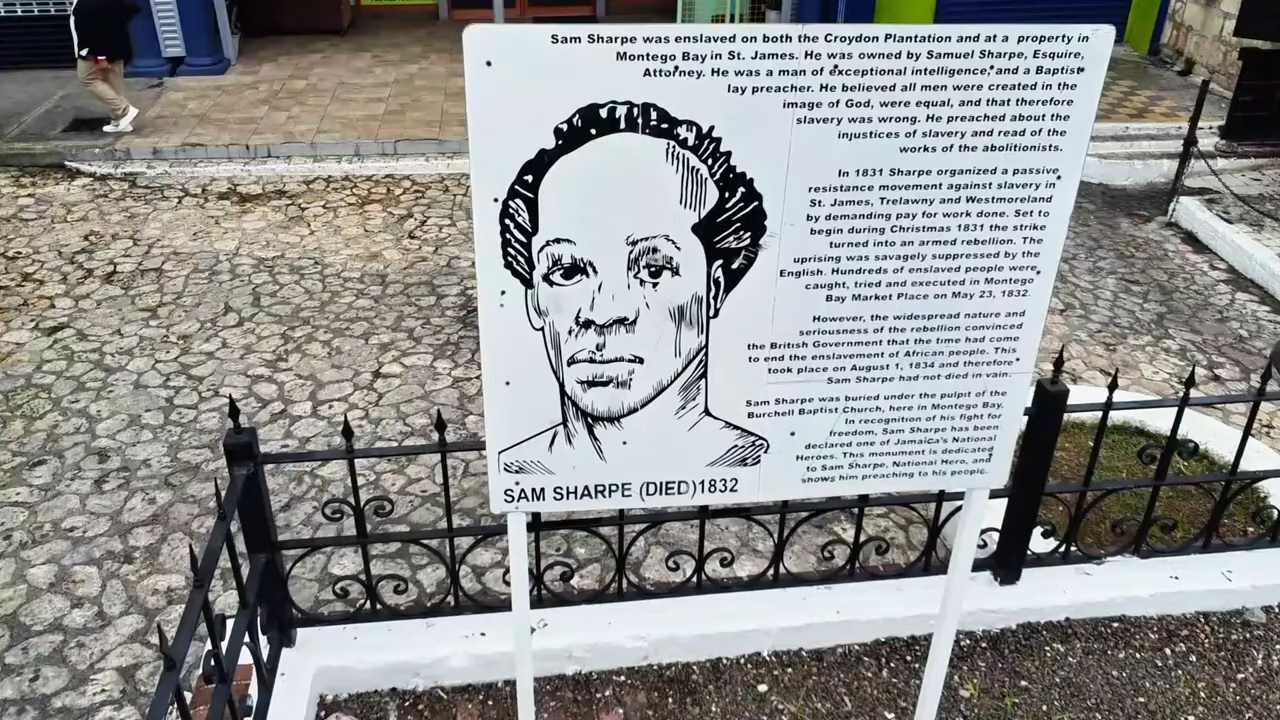 Sam Sharpe was enslaved on both the Croydon Plantation and at a property in
Montego Bay in St. James. He was owned by Samuel Sharpe, Esquire,
Attorney. He was a man of exceptional intelligence, and a Baptist
lay preacher. He believed all men were created in the
image of God, were equal, and that therefore
slavery was wrong. He preached about the
injustices of slavery and read of the
works of the abolitionists.
In 1831 Sharpe organized a passive
resistance movement against slavery in
St. James, Trelawny and Westmoreland
by demanding pay for work done. Set to
begin during Christmas 1831 the strike
turned into an armed rebellion. The
uprising was savagely suppressed by the
English. Hundreds of enslaved people were
caught, tried and executed in Montego
Bay Market Place on May 23, 1832.
However, the widespread nature and
seriousness of the rebellion convinced
the British Government that the time had come
to end the enslavement of African people. This
took place on August 1, 1834 and therefore
Sam Sharpe had not died in vain.
Sam Sharpe was buried under the pulpit of the
Burchell Baptist Church, here in Montego Bay.
In recognition of his fight for
freedom, Sam Sharpe has been
declared one of Jamaica's National
Heroes. This monument is dedicated
to Sam Sharpe, National Hero, and
shows him preaching to his people.
SAM SHARPE (DIED)1832